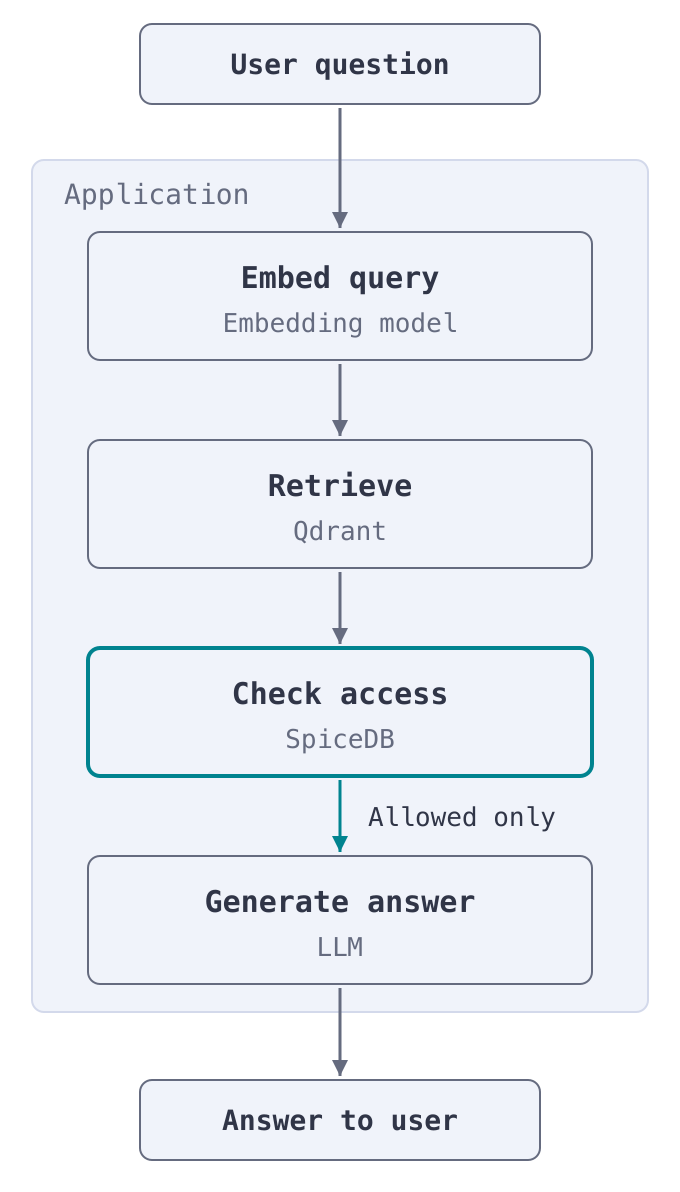 User question
Application
Embed query
Embedding model
Retrieve
Qdrant
Check access
SpiceDB
Allowed only
Generate answer
LLM
Answer to user